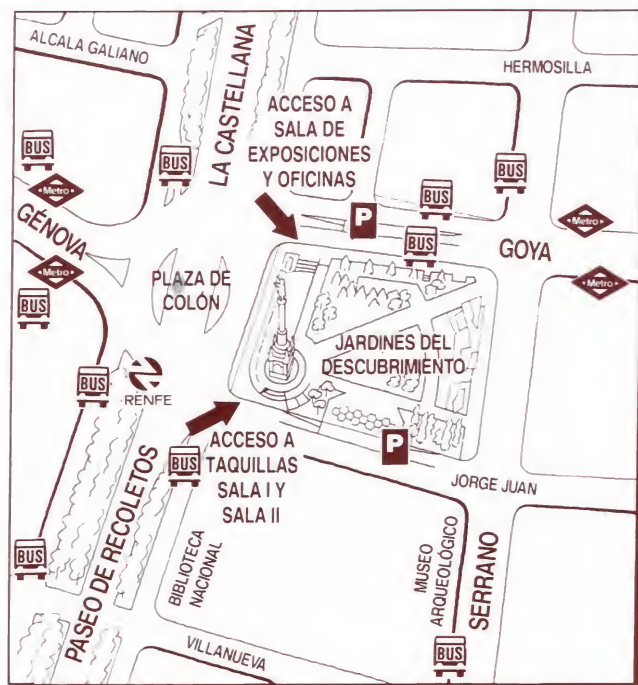 ALCALA GALIANO
LA CASTELLANA
HERMOSILLA
ACCESO A
SALA DE
EXPOSICIONES
Y OFICINAS
BUS
BUS
BUS
BUS
Metro
Metro
P
BUS
GÉNOVA
GOYA
Metro
Metro
BUS
PLAZA DE
COLÓN
JARDINES DEL
DESCUBRIMIENTO
BUS
RENFE
ACCESO A
TAQUILLAS
SALA I Y
SALA II
BUS
P
JORGE JUAN
PASEO DE RECOLETOS
BIBLIOTECA
NACIONAL
MUSEO
ARQUEOLÓGICO
SERRANO
BUS
VILLANUEVA
BUS